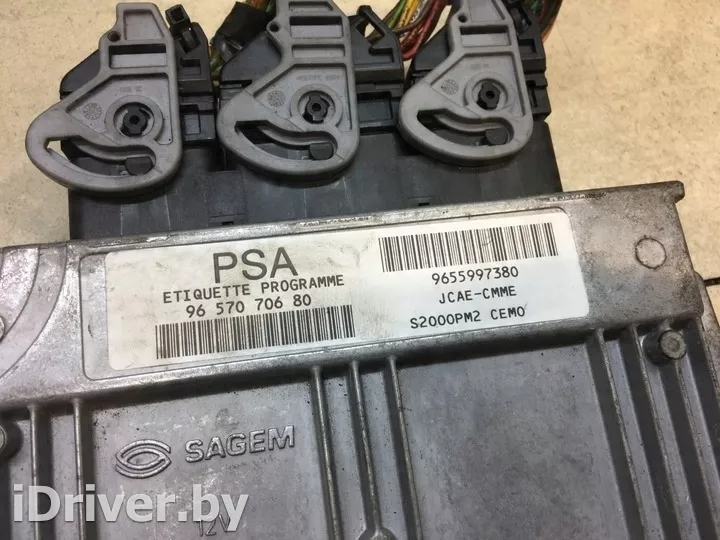 PSA
ETIQUETTE PROGRAMME
96 570 706 80
9655997380
JCAE-CMME
S2000PM2 CEMO
SAGEM
12V
iDriver.by